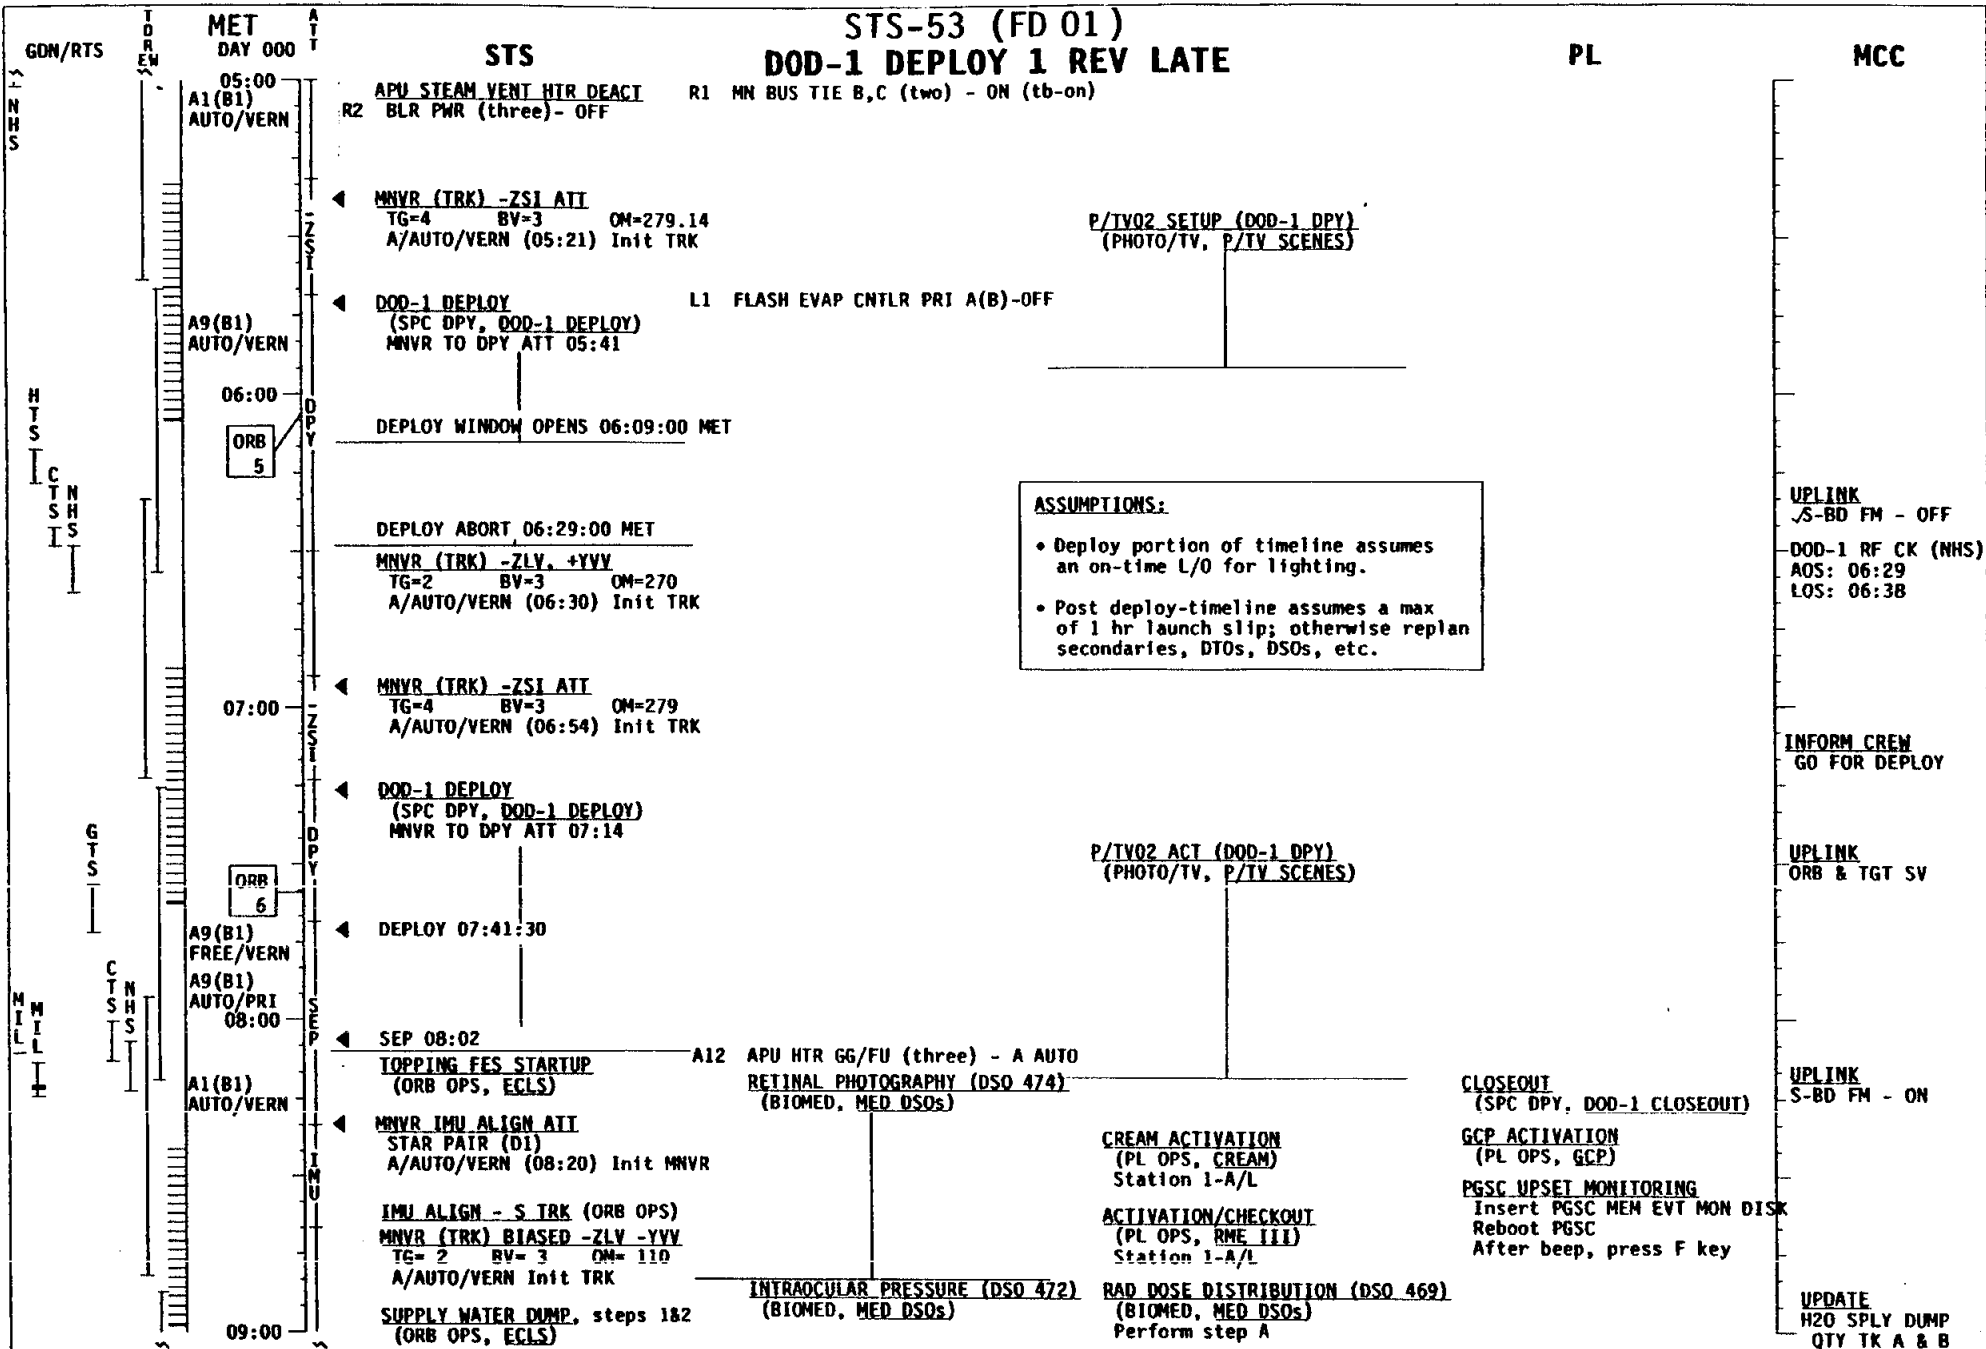 STS-53 (FD 01)
DOD-1 DEPLOY 1 REV LATE
GDN/RTS
TDRE W
MET
DAY 000
ATT
STS
PL
MCC
05:00
NHS
A1(B1)
AUTO/VERN
APU STEAM VENT HTR DEACT
R2 BLR PWR (three)- OFF
R1 MN BUS TIE B,C (two) - ON (tb-on)
-ZSI
MNVR (TRK) -ZSI ATT
TG=4 BV=3 OM=279.14
A/AUTO/VERN (05:21) Init TRK
P/TV02 SETUP (DOD-1 DPY)
(PHOTO/TV, P/TV SCENES)
A9(B1)
AUTO/VERN
DOD-1 DEPLOY
(SPC DPY, DOD-1 DEPLOY)
MNVR TO DPY ATT 05:41
L1 FLASH EVAP CNTLR PRI A(B)-OFF
06:00
HTS
DPY
ORB
5
DEPLOY WINDOW OPENS 06:09:00 MET
CTS
NHS
DEPLOY ABORT 06:29:00 MET
MNVR (TRK) -ZLV, +YVV
TG=2 BV=3 OM=270
A/AUTO/VERN (06:30) Init TRK
ASSUMPTIONS:
• Deploy portion of timeline assumes
an on-time L/O for lighting.
• Post deploy-timeline assumes a max
of 1 hr launch slip; otherwise replan
secondaries, DTOs, DSOs, etc.
UPLINK
√S-BD FM - OFF
DOD-1 RF CK (NHS)
AOS: 06:29
LOS: 06:38
07:00
-ZSI
MNVR (TRK) -ZSI ATT
TG=4 BV=3 OM=279
A/AUTO/VERN (06:54) Init TRK
INFORM CREW
GO FOR DEPLOY
DOD-1 DEPLOY
(SPC DPY, DOD-1 DEPLOY)
MNVR TO DPY ATT 07:14
GTS
DPY
P/TV02 ACT (DOD-1 DPY)
(PHOTO/TV, P/TV SCENES)
UPLINK
ORB & TGT SV
ORB
6
A9(B1)
FREE/VERN
DEPLOY 07:41:30
A9(B1)
AUTO/PRI
MIL
MIL
CTS
NHS
08:00
SEP
SEP 08:02
TOPPING FES STARTUP
(ORB OPS, ECLS)
A12 APU HTR GG/FU (three) - A AUTO
RETINAL PHOTOGRAPHY (DSO 474)
(BIOMED, MED DSOs)
A1(B1)
AUTO/VERN
CLOSEOUT
(SPC DPY, DOD-1 CLOSEOUT)
UPLINK
S-BD FM - ON
IMU
MNVR IMU ALIGN ATT
STAR PAIR (D1)
A/AUTO/VERN (08:20) Init MNVR
CREAM ACTIVATION
(PL OPS, CREAM)
Station 1-A/L
GCP ACTIVATION
(PL OPS, GCP)
PGSC UPSET MONITORING
Insert PGSC MEM EVT MON DISK
Reboot PGSC
After beep, press F key
IMU ALIGN - S TRK (ORB OPS)
MNVR (TRK) BIASED -ZLV -YVV
TG= 2 BV= 3 OM= 110
A/AUTO/VERN Init TRK
ACTIVATION/CHECKOUT
(PL OPS, RME III)
Station 1-A/L
INTRAOCULAR PRESSURE (DSO 472)
(BIOMED, MED DSOs)
RAD DOSE DISTRIBUTION (DSO 469)
(BIOMED, MED DSOs)
Perform step A
SUPPLY WATER DUMP, steps 1&2
(ORB OPS, ECLS)
09:00
UPDATE
H2O SPLY DUMP
QTY TK A & B